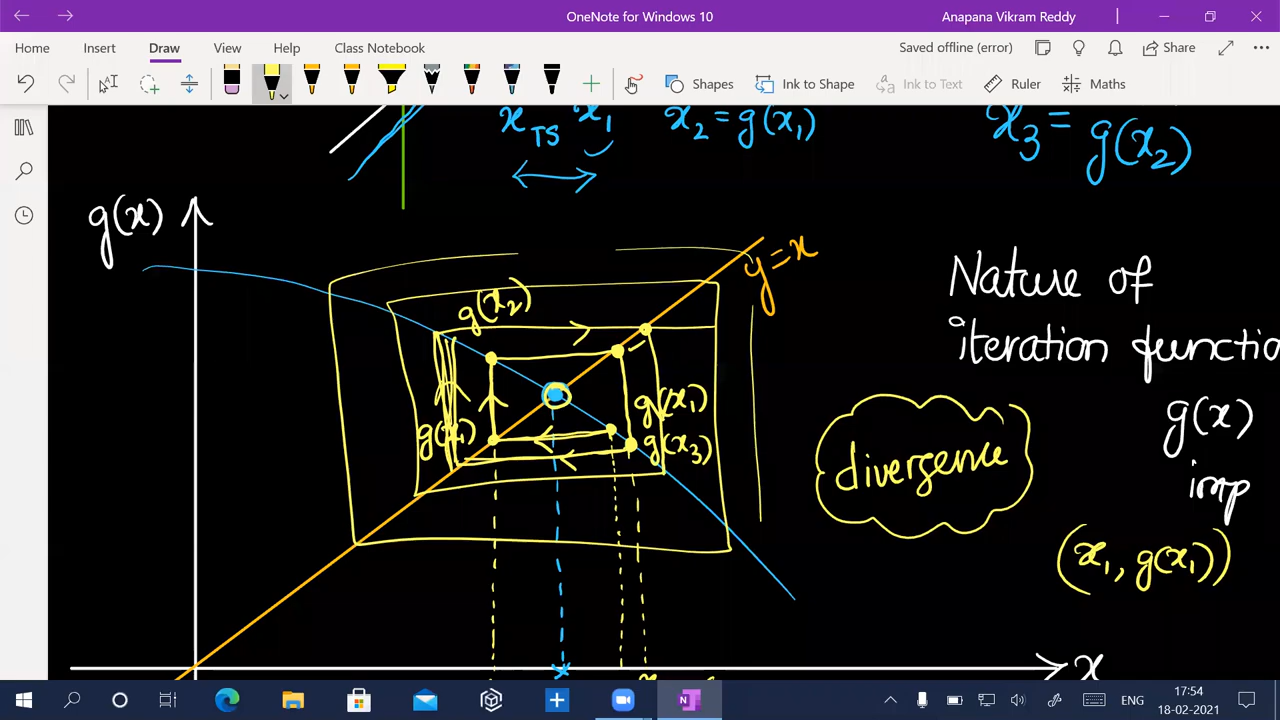 OneNote for Windows 10
Anapana Vikram Reddy
Home Insert Draw View Help Class Notebook
Saved offline (error) Share
Shapes Ink to Shape Ink to Text Ruler Maths
x_TS x_1 x_2 = g(x_1) x_3 = g(x_2)
g(x)
y=x
g(x_2)
g(x_1) g(x_1)
g(x_3)
Nature of
iteration functio
g(x)
imp
divergence
(x_1, g(x_1))
x
ENG
17:54
18-02-2021